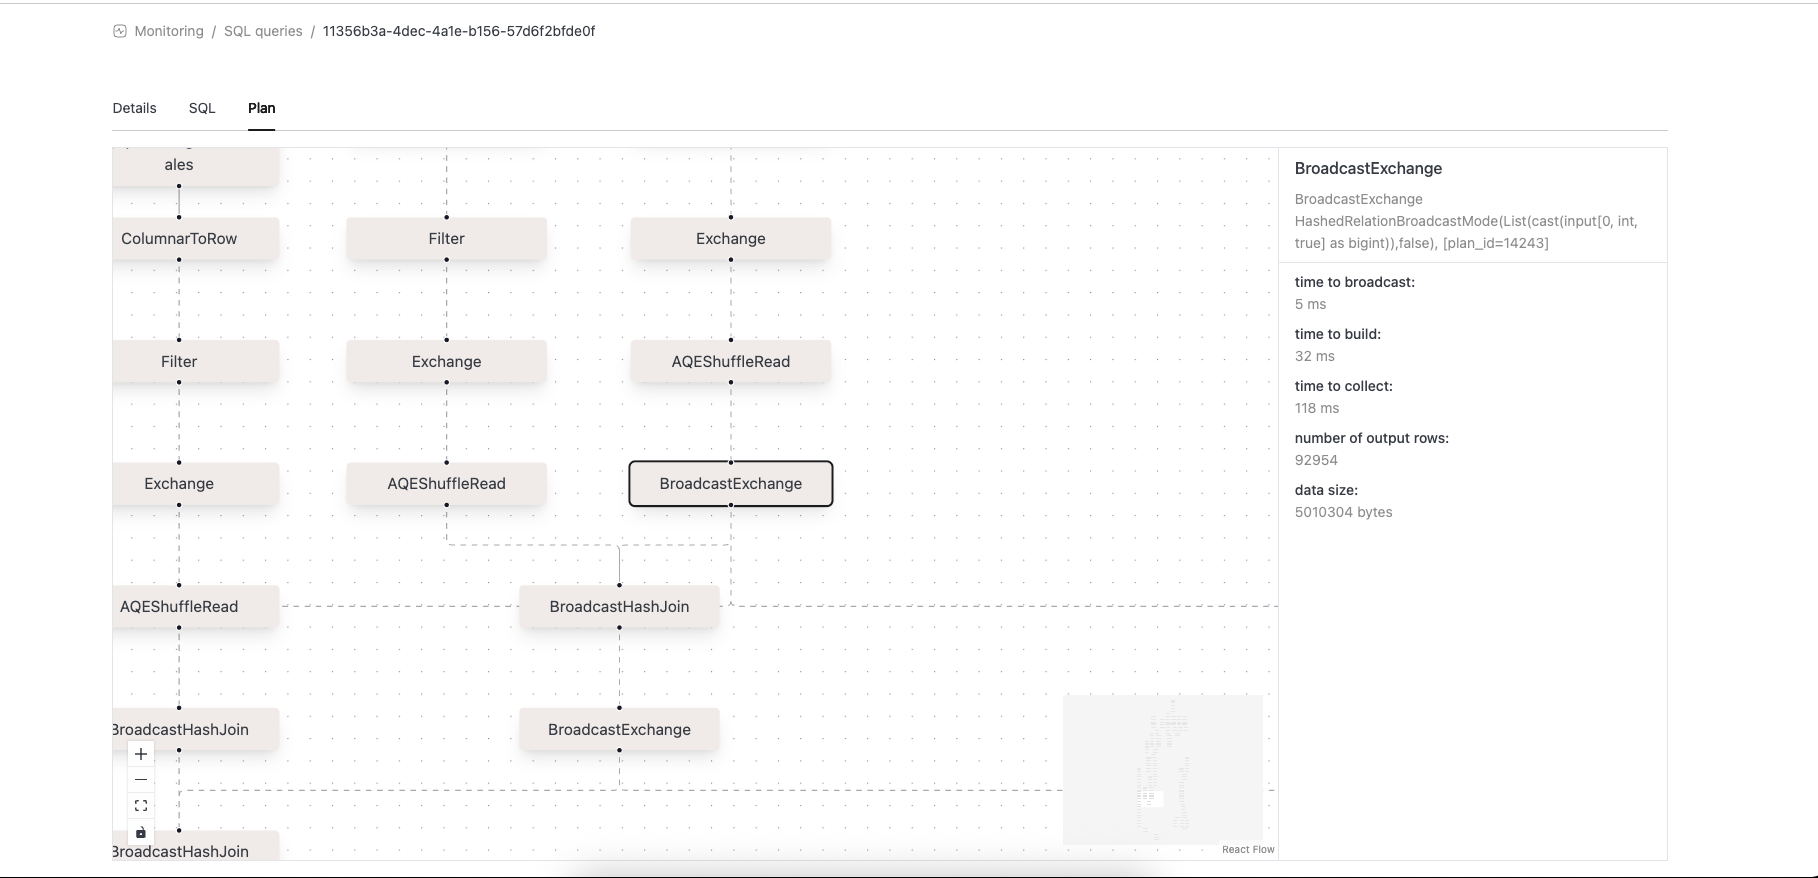 Monitoring / SQL queries / 11356b3a-4dec-4a1e-b156-57d6f2bfde0f
Details SQL Plan
ales
ColumnarToRow Filter Exchange
Filter Exchange AQEShuffleRead
Exchange AQEShuffleRead BroadcastExchange
AQEShuffleRead BroadcastHashJoin
BroadcastHashJoin BroadcastExchange
BroadcastHashJoin
React Flow
BroadcastExchange
BroadcastExchange
HashedRelationBroadcastMode(List(cast(input[0, int,
true] as bigint)),false), [plan_id=14243]
time to broadcast:
5 ms
time to build:
32 ms
time to collect:
118 ms
number of output rows:
92954
data size:
5010304 bytes